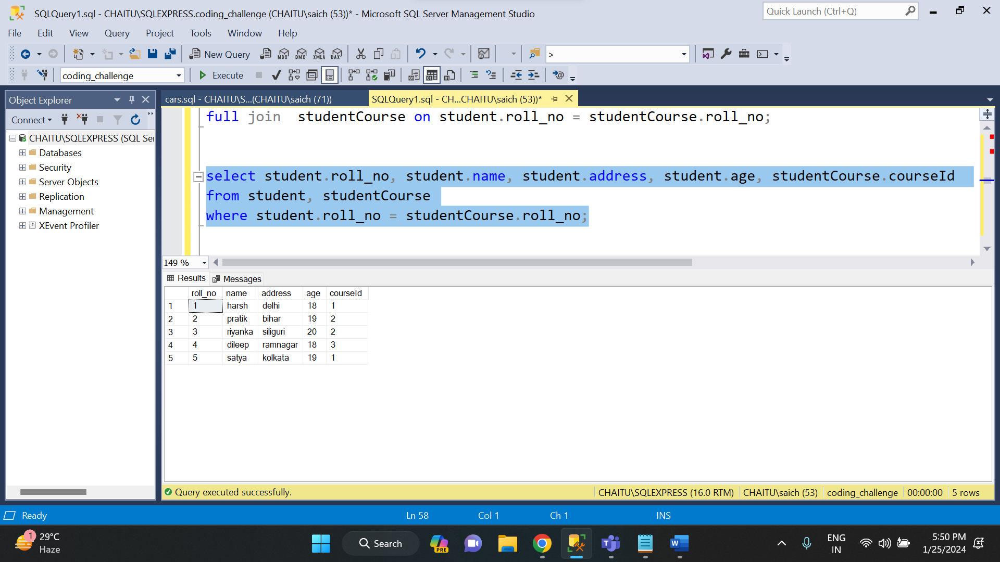 SQLQuery1.sql - CHAITU\SQLEXPRESS.coding_challenge (CHAITU\saich (53))* - Microsoft SQL Server Management Studio
Quick Launch (Ctrl+Q)
File Edit View Query Project Tools Window Help
New Query MDX DMX XMLA DAX >
coding_challenge Execute
Object Explorer
Connect
CHAITU\SQLEXPRESS (SQL Ser
Databases
Security
Server Objects
Replication
Management
XEvent Profiler
cars.sql - CHAITU\S...(CHAITU\saich (71))
SQLQuery1.sql - CH...CHAITU\saich (53))*
full join  studentCourse on student.roll_no = studentCourse.roll_no;
select student.roll_no, student.name, student.address, student.age, studentCourse.courseId
from student, studentCourse
where student.roll_no = studentCourse.roll_no;
149 %
Results Messages
roll_no name address age courseId
1 1 harsh delhi 18 1
2 2 pratik bihar 19 2
3 3 riyanka siliguri 20 2
4 4 dileep ramnagar 18 3
5 5 satya kolkata 19 1
Query executed successfully.
CHAITU\SQLEXPRESS (16.0 RTM) CHAITU\saich (53) coding_challenge 00:00:00 5 rows
Ready Ln 58 Col 1 Ch 1 INS
1 29°C
Haze
Search
PRE
ENG
IN
5:50 PM
1/25/2024